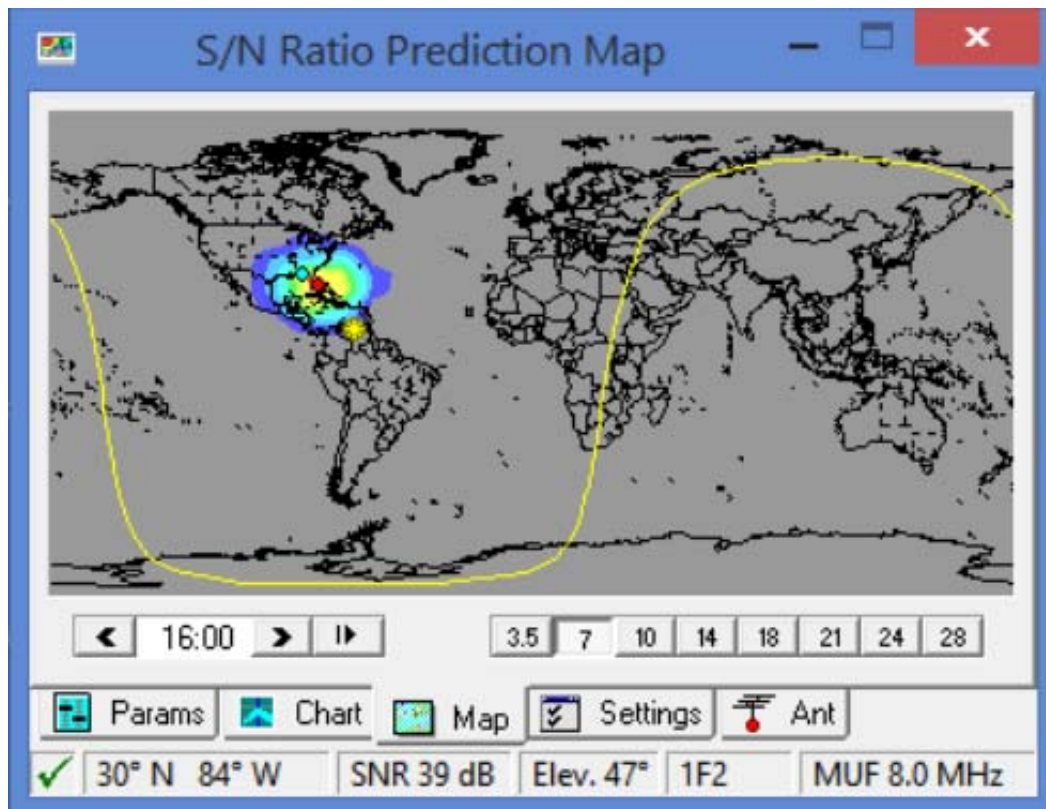 S/N Ratio Prediction Map
16:00 3.5 7 10 14 18 21 24 28
Params Chart Map Settings Ant
30° N 84° W SNR 39 dB Elev. 47° 1F2 MUF 8.0 MHz